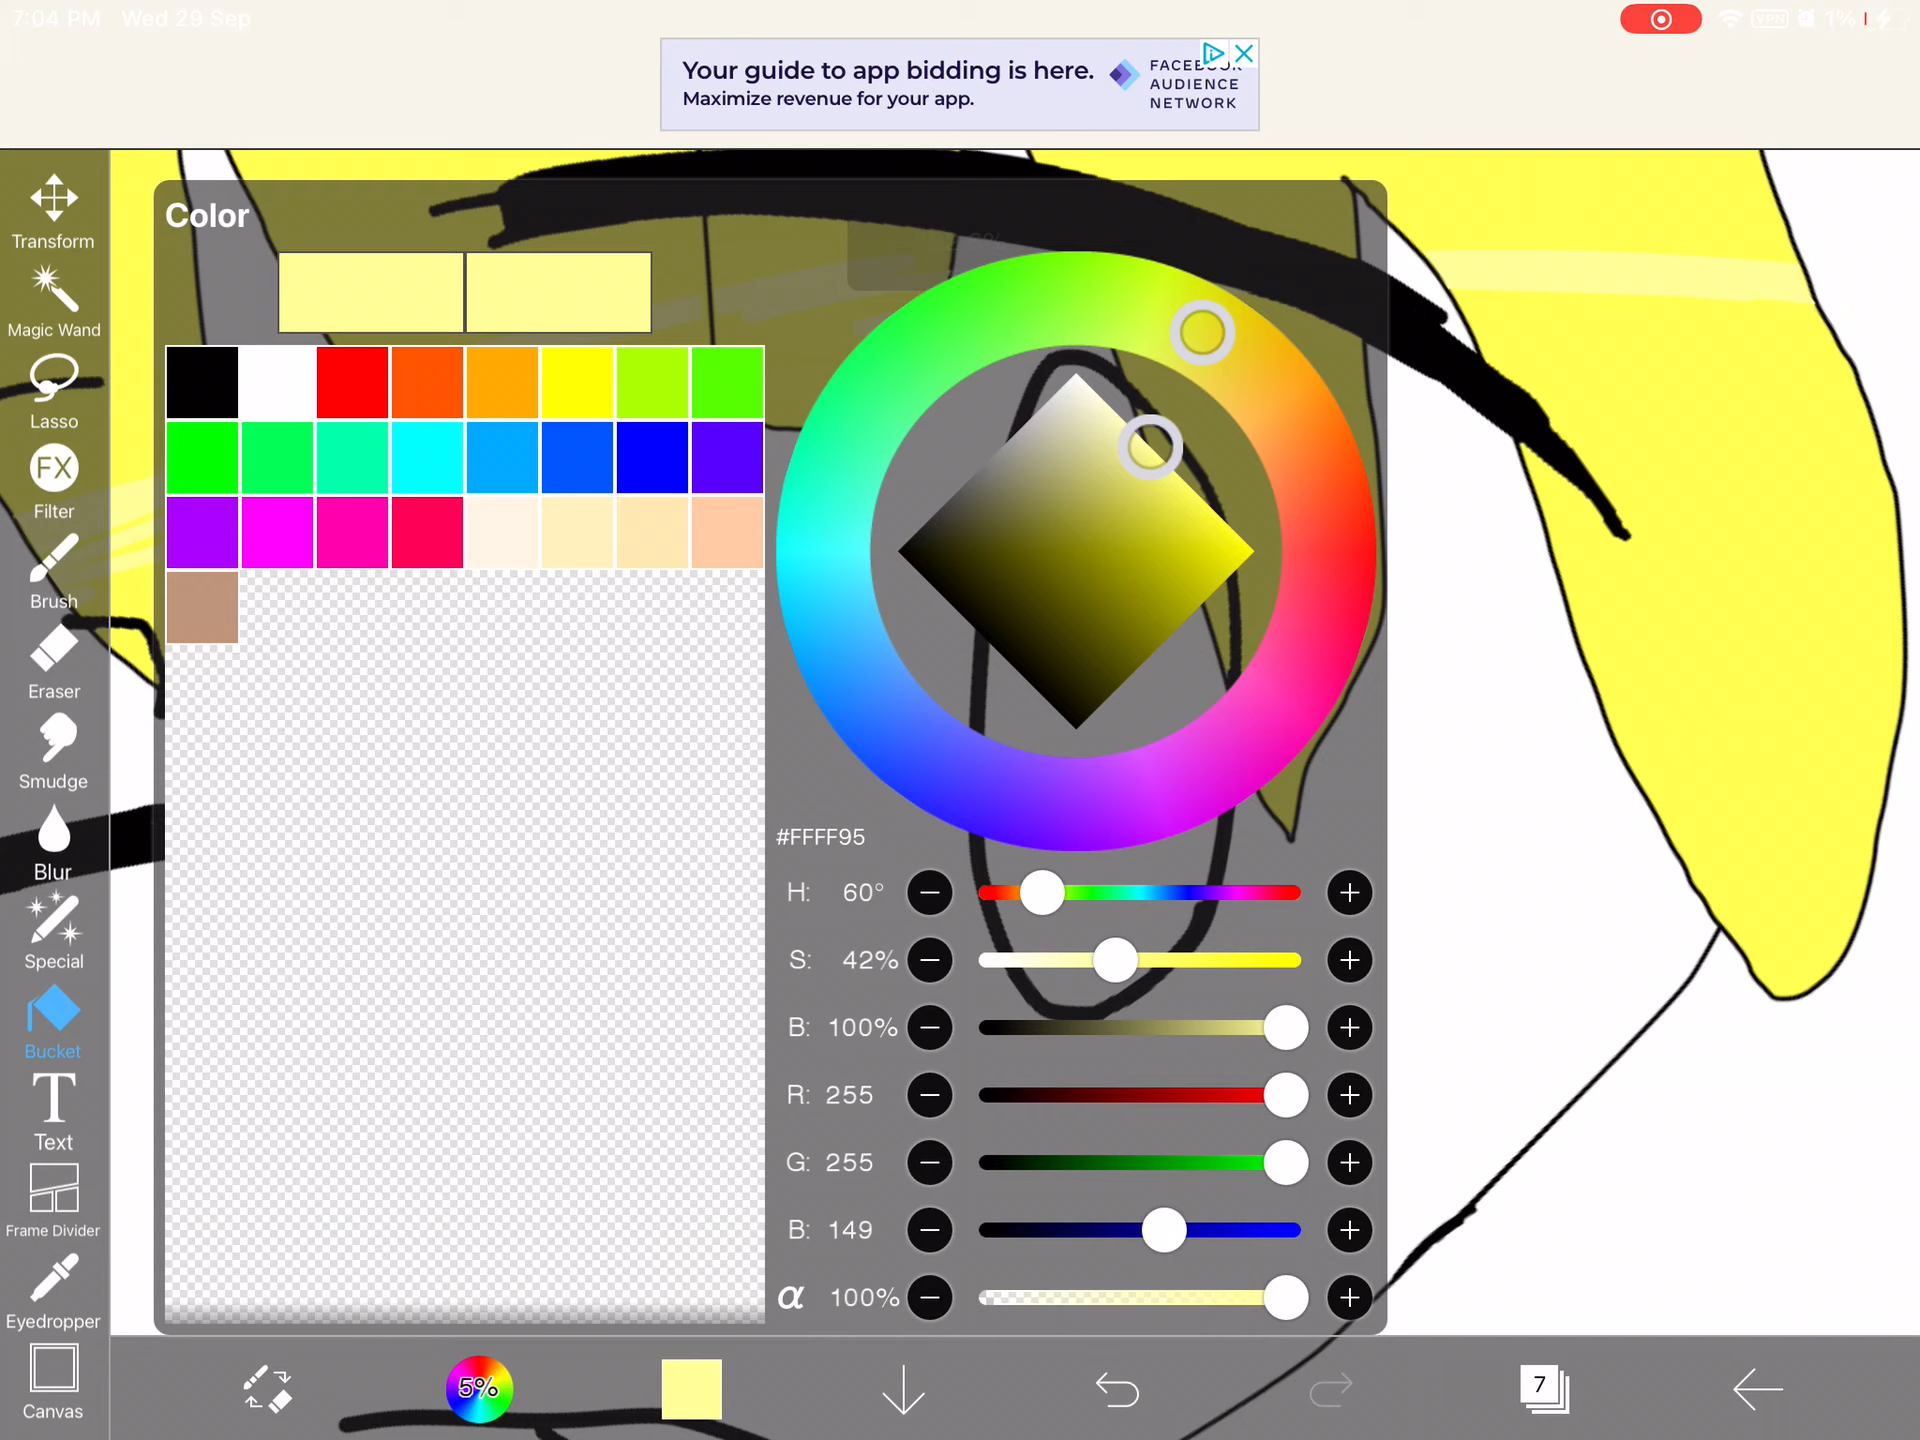 7:04 PM Wed 29 Sep
VPN 1%
Your guide to app bidding is here.
Maximize revenue for your app.
FACEBOOK
AUDIENCE
NETWORK
Color
Transform
Magic Wand
Lasso
FX
Filter
Brush
Eraser
Smudge
Blur
Special
Bucket
T
Text
Frame Divider
Eyedropper
Canvas
#FFFF95
H: 60°
S: 42%
B: 100%
R: 255
G: 255
B: 149
α 100%
5%
7